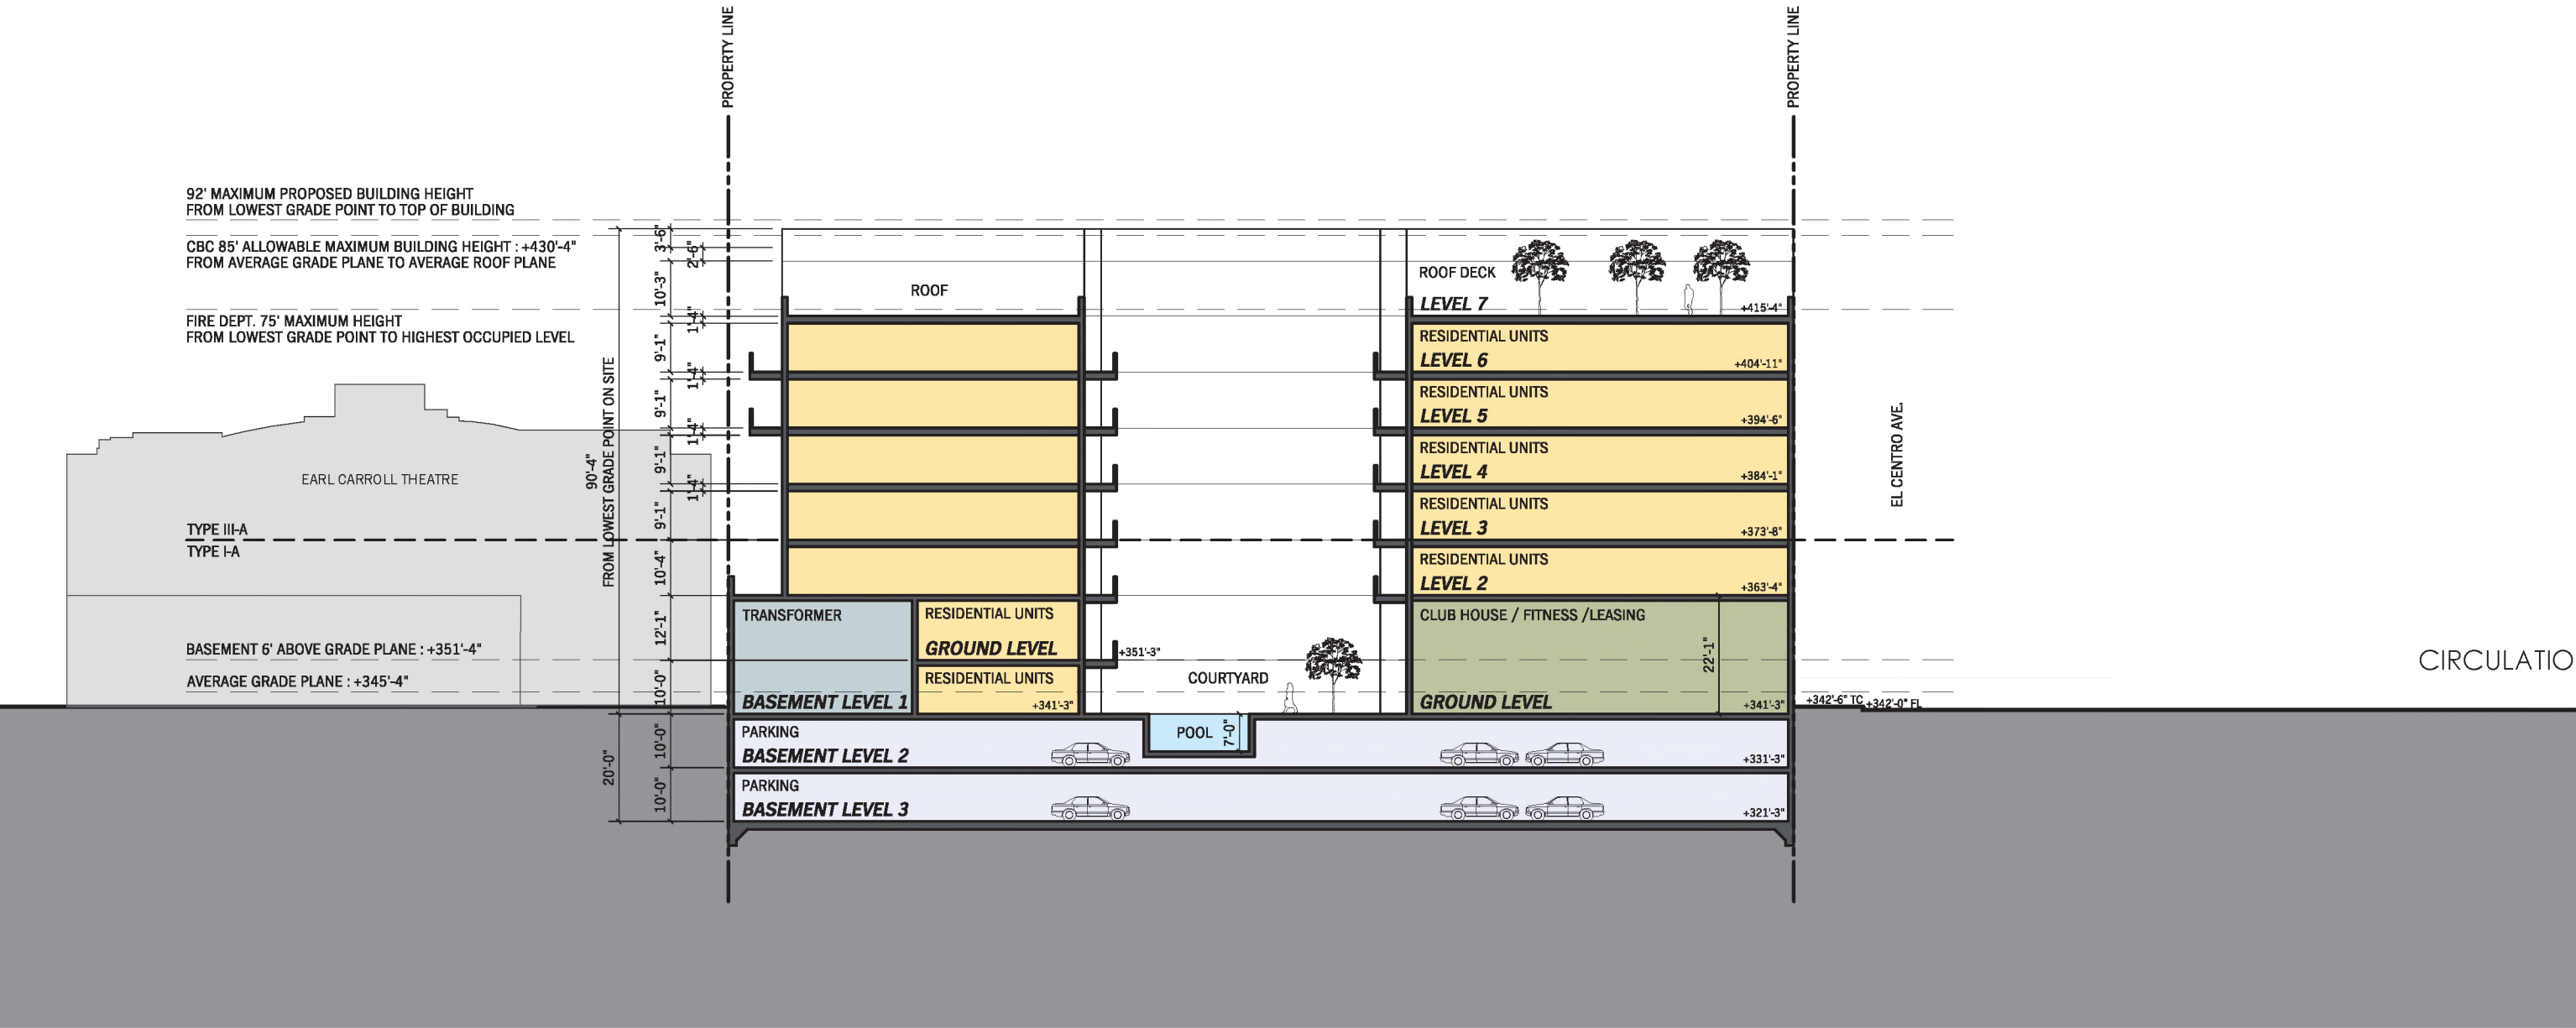 PROPERTY LINE
PROPERTY LINE
92' MAXIMUM PROPOSED BUILDING HEIGHT
FROM LOWEST GRADE POINT TO TOP OF BUILDING
CBC 85' ALLOWABLE MAXIMUM BUILDING HEIGHT : +430'-4"
FROM AVERAGE GRADE PLANE TO AVERAGE ROOF PLANE
FIRE DEPT. 75' MAXIMUM HEIGHT
FROM LOWEST GRADE POINT TO HIGHEST OCCUPIED LEVEL
EARL CARROLL THEATRE
TYPE III-A
TYPE I-A
BASEMENT 6' ABOVE GRADE PLANE : +351'-4"
AVERAGE GRADE PLANE : +345'-4"
90'-4"
FROM LOWEST GRADE POINT ON SITE
20'-0"
3'-6"
2'-6"
10'-3"
1'-4"
9'-1"
1'-4"
9'-1"
1'-4"
9'-1"
1'-4"
9'-1"
10'-4"
12'-1"
10'-0"
10'-0"
10'-0"
ROOF
ROOF DECK
LEVEL 7
+415'-4"
RESIDENTIAL UNITS
LEVEL 6
+404'-11"
RESIDENTIAL UNITS
LEVEL 5
+394'-6"
RESIDENTIAL UNITS
LEVEL 4
+384'-1"
RESIDENTIAL UNITS
LEVEL 3
+373'-8"
RESIDENTIAL UNITS
LEVEL 2
+363'-4"
TRANSFORMER
BASEMENT LEVEL 1
RESIDENTIAL UNITS
GROUND LEVEL
+351'-3"
RESIDENTIAL UNITS
+341'-3"
COURTYARD
CLUB HOUSE / FITNESS /LEASING
22'-1"
GROUND LEVEL
+341'-3"
+342'-6" TC
+342'-0" FL
EL CENTRO AVE.
POOL
7'-0"
PARKING
BASEMENT LEVEL 2
+331'-3"
PARKING
BASEMENT LEVEL 3
+321'-3"
CIRCULATIO